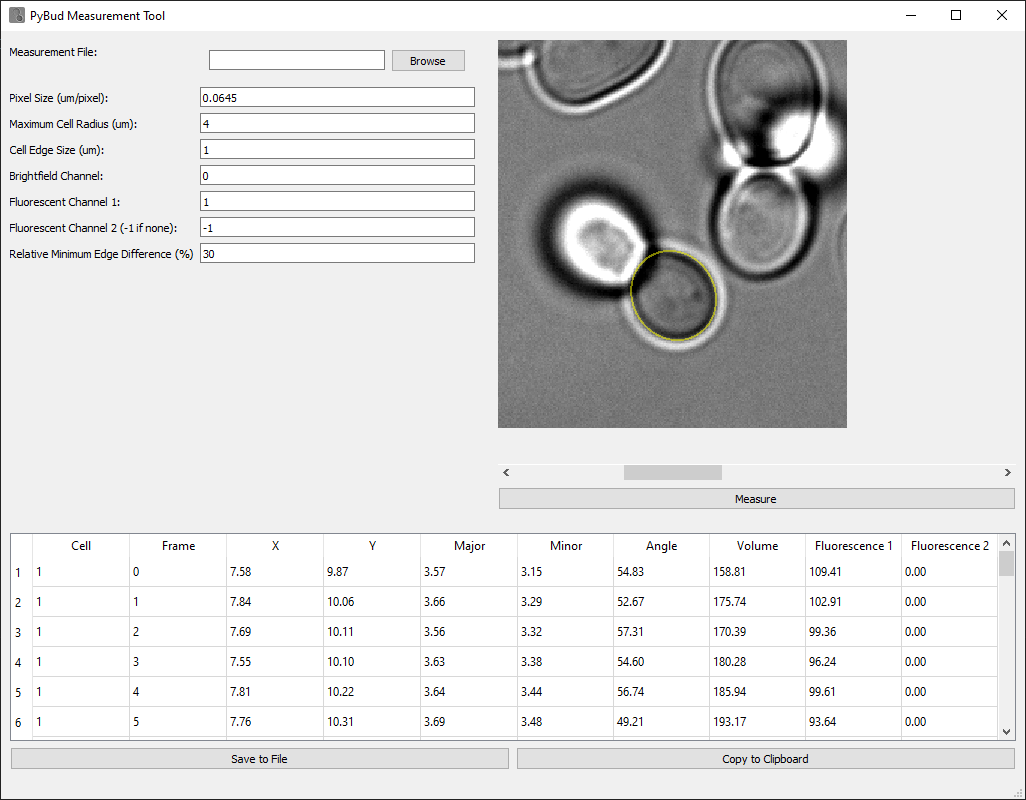 PyBud Measurement Tool
Measurement File:
Browse
Pixel Size (um/pixel): 0.0645
Maximum Cell Radius (um): 4
Cell Edge Size (um): 1
Brightfield Channel: 0
Fluorescent Channel 1: 1
Fluorescent Channel 2 (-1 if none): -1
Relative Minimum Edge Difference (%) 30
Measure
Cell Frame X Y Major Minor Angle Volume Fluorescence 1 Fluorescence 2
1 1 0 7.58 9.87 3.57 3.15 54.83 158.81 109.41 0.00
2 1 1 7.84 10.06 3.66 3.29 52.67 175.74 102.91 0.00
3 1 2 7.69 10.11 3.56 3.32 57.31 170.39 99.36 0.00
4 1 3 7.55 10.10 3.63 3.38 54.60 180.28 96.24 0.00
5 1 4 7.81 10.22 3.64 3.44 56.74 185.94 99.61 0.00
6 1 5 7.76 10.31 3.69 3.48 49.21 193.17 93.64 0.00
Save to File
Copy to Clipboard